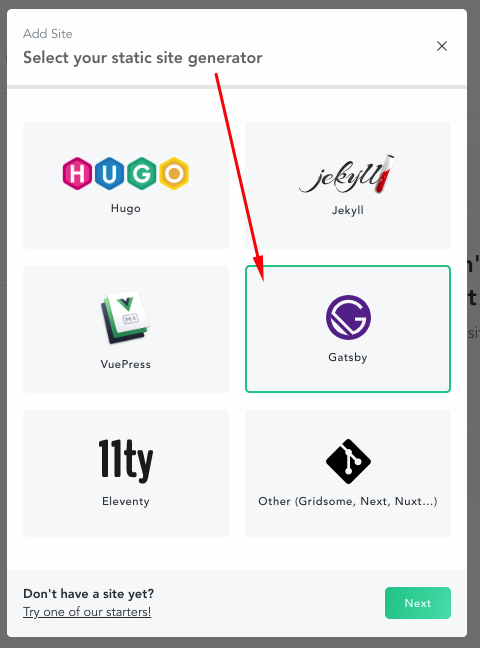 Add Site
Select your static site generator
HUGO
Hugo
jekyll
Jekyll
VuePress
Gatsby
11ty
Eleventy
Other (Gridsome, Next, Nuxt...)
Don't have a site yet?
Try one of our starters!
Next